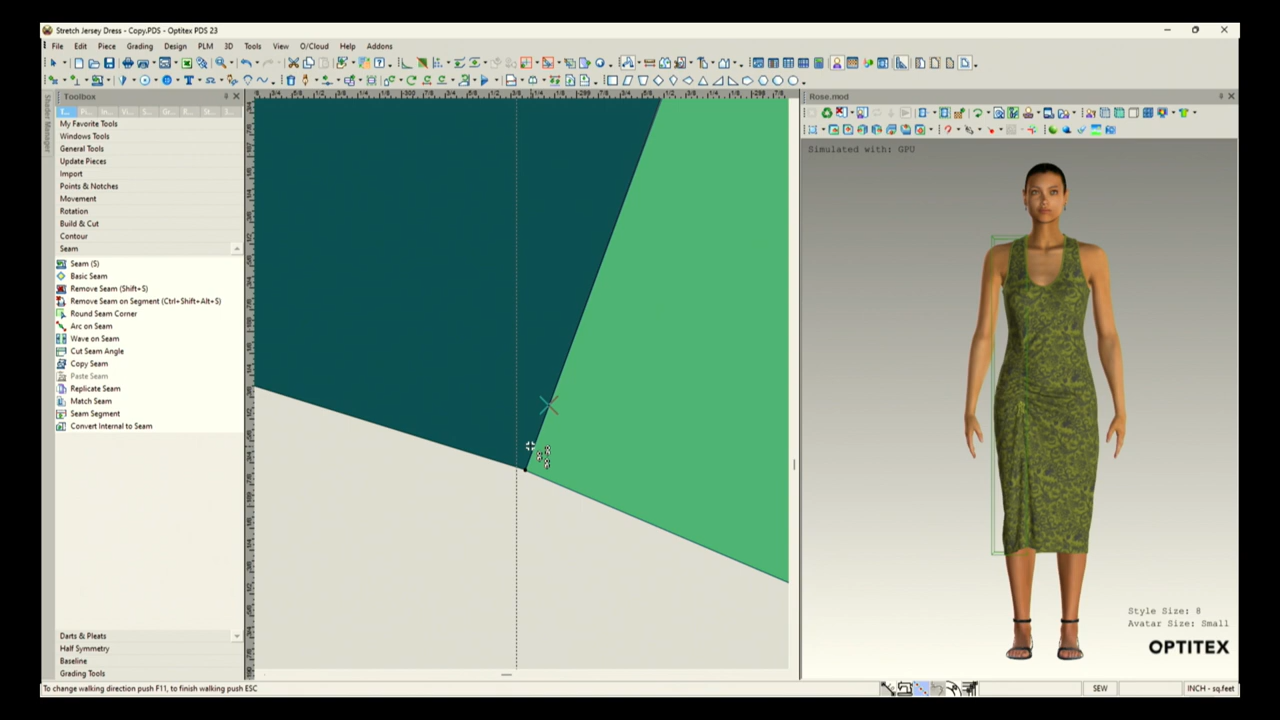 Stretch Jersey Dress - Copy.PDS - Optitex PDS 23
File Edit Piece Grading Design PLM 3D Tools View O/Cloud Help Addons
Toolbox
Rose.mod
Shader Manager
My Favorite Tools
Windows Tools
General Tools
Update Pieces
Import
Points & Notches
Movement
Rotation
Build & Cut
Contour
Seam
Seam (S)
Basic Seam
Remove Seam (Shift+S)
Remove Seam on Segment (Ctrl+Shift+Alt+S)
Round Seam Corner
Arc on Seam
Wave on Seam
Cut Seam Angle
Copy Seam
Paste Seam
Replicate Seam
Match Seam
Seam Segment
Convert Internal to Seam
Darts & Pleats
Half Symmetry
Baseline
Grading Tools
Simulated with: GPU
Style Size: 8
Avatar Size: Small
OPTITEX
To change walking direction push F11, to finish walking push ESC
SEW
INCH - sq.feet